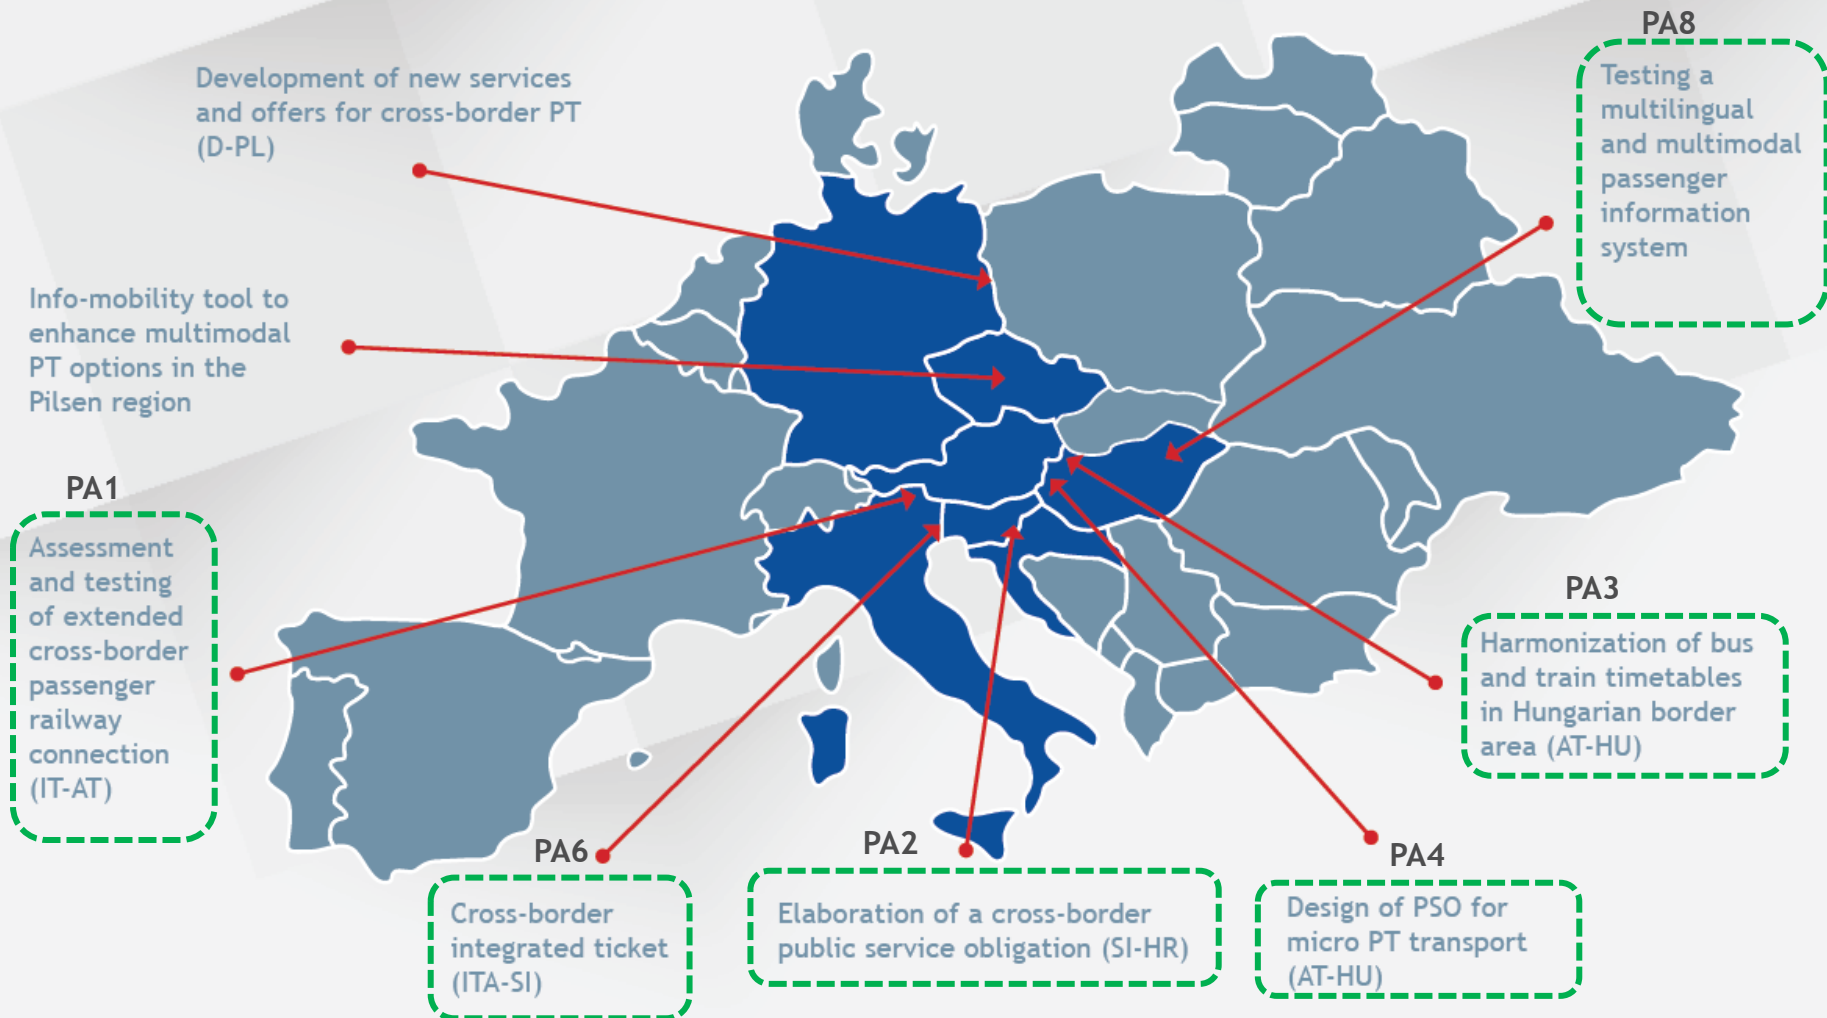 PA8
Testing a
multilingual
and multimodal
passenger
information
system
Development of new services
and offers for cross-border PT
(D-PL)
Info-mobility tool to
enhance multimodal
PT options in the
Pilsen region
PA1
Assessment
and testing
of extended
cross-border
passenger
railway
connection
(IT-AT)
PA3
Harmonization of bus
and train timetables
in Hungarian border
area (AT-HU)
PA6
Cross-border
integrated ticket
(ITA-SI)
PA2
Elaboration of a cross-border
public service obligation (SI-HR)
PA4
Design of PSO for
micro PT transport
(AT-HU)